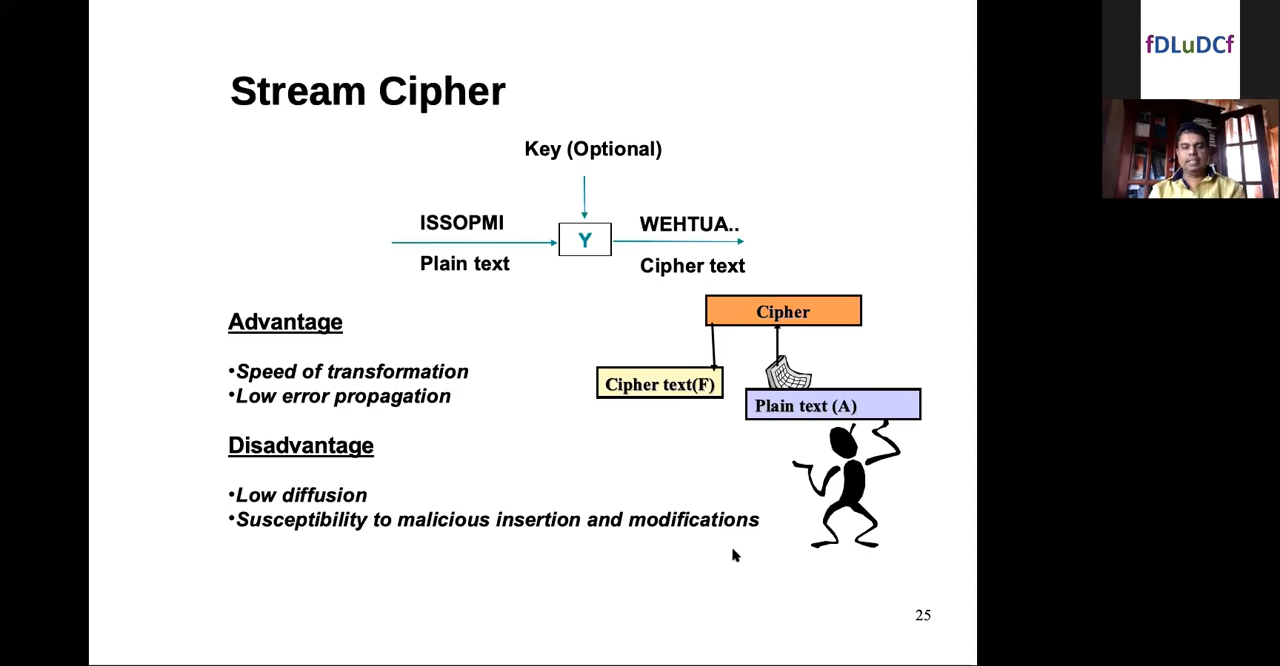 fDLuDCf
Stream Cipher
Key (Optional)
ISSOPMI
Y
WEHTUA..
Plain text
Cipher text
Advantage
•Speed of transformation
•Low error propagation
Cipher
Cipher text(F)
Plain text (A)
Disadvantage
•Low diffusion
•Susceptibility to malicious insertion and modifications
25